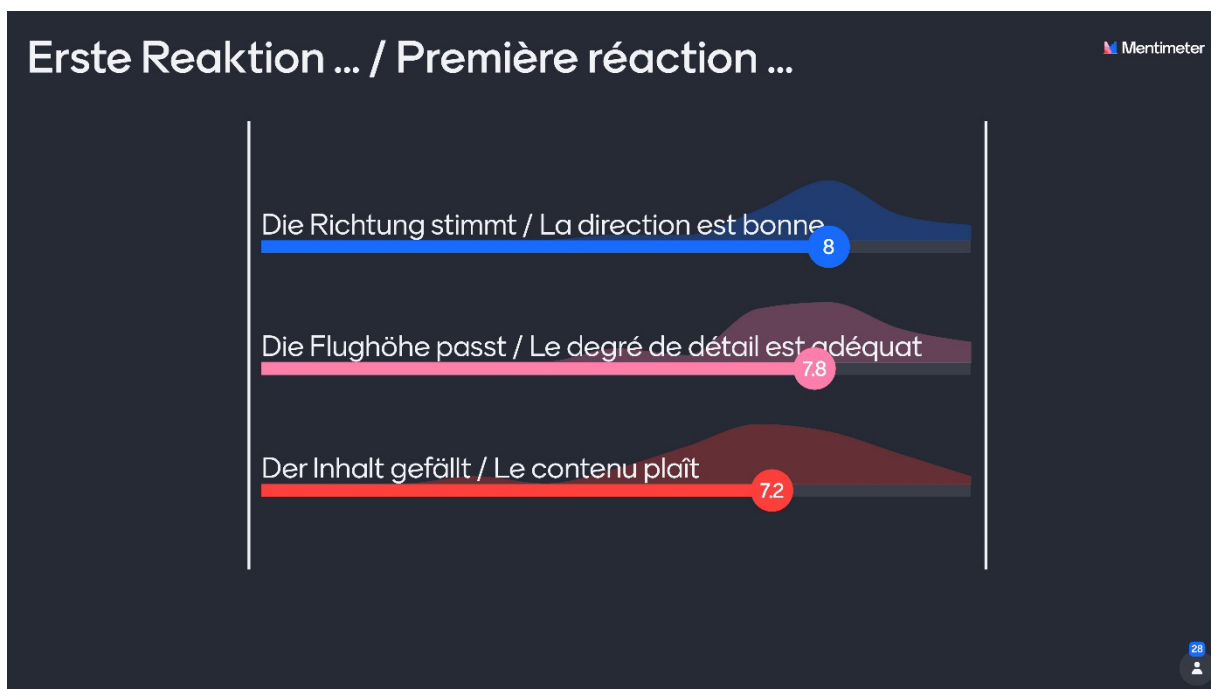 Erste Reaktion ... / Première réaction ...
Mentimeter
Die Richtung stimmt / La direction est bonne
8
Die Flughöhe passt / Le degré de détail est adéquat
7.8
Der Inhalt gefällt / Le contenu plaît
7.2
28